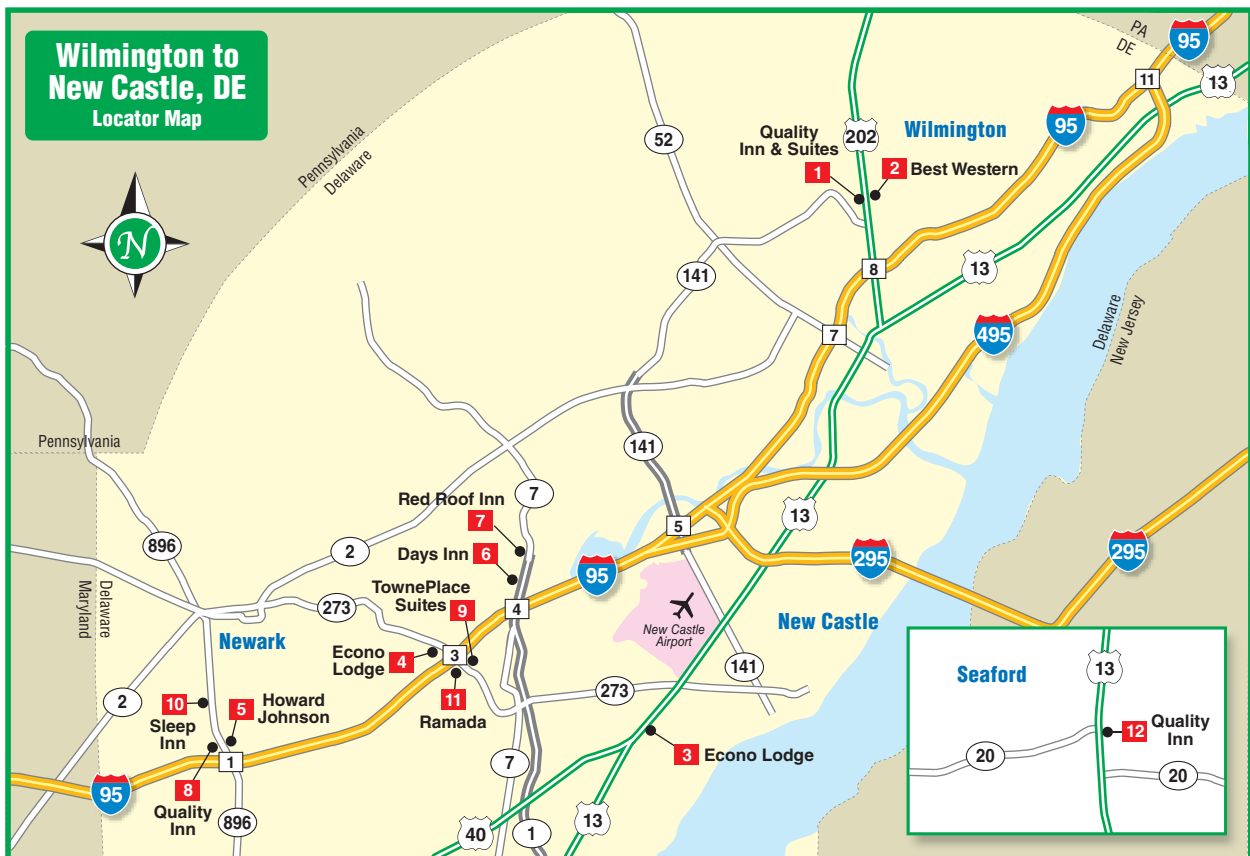 Wilmington to
New Castle, DE
Locator Map
N
Pennsylvania
Delaware
PA
DE
95
11
13
52
Quality
Inn & Suites
1
202
Wilmington
95
2
Best Western
141
8
13
7
495
Delaware
New Jersey
Pennsylvania
141
896
2
Red Roof Inn
7
7
Days Inn
6
5
13
95
295
295
TownePlace
Suites
9
4
Delaware
Maryland
273
Newark
Econo
Lodge
4
3
11
Ramada
New Castle
Airport
New Castle
141
273
2
10
Sleep
Inn
5
Howard
Johnson
1
8
Quality
Inn
95
896
7
3
Econo Lodge
40
1
13
Seaford
13
12
Quality
Inn
20
20